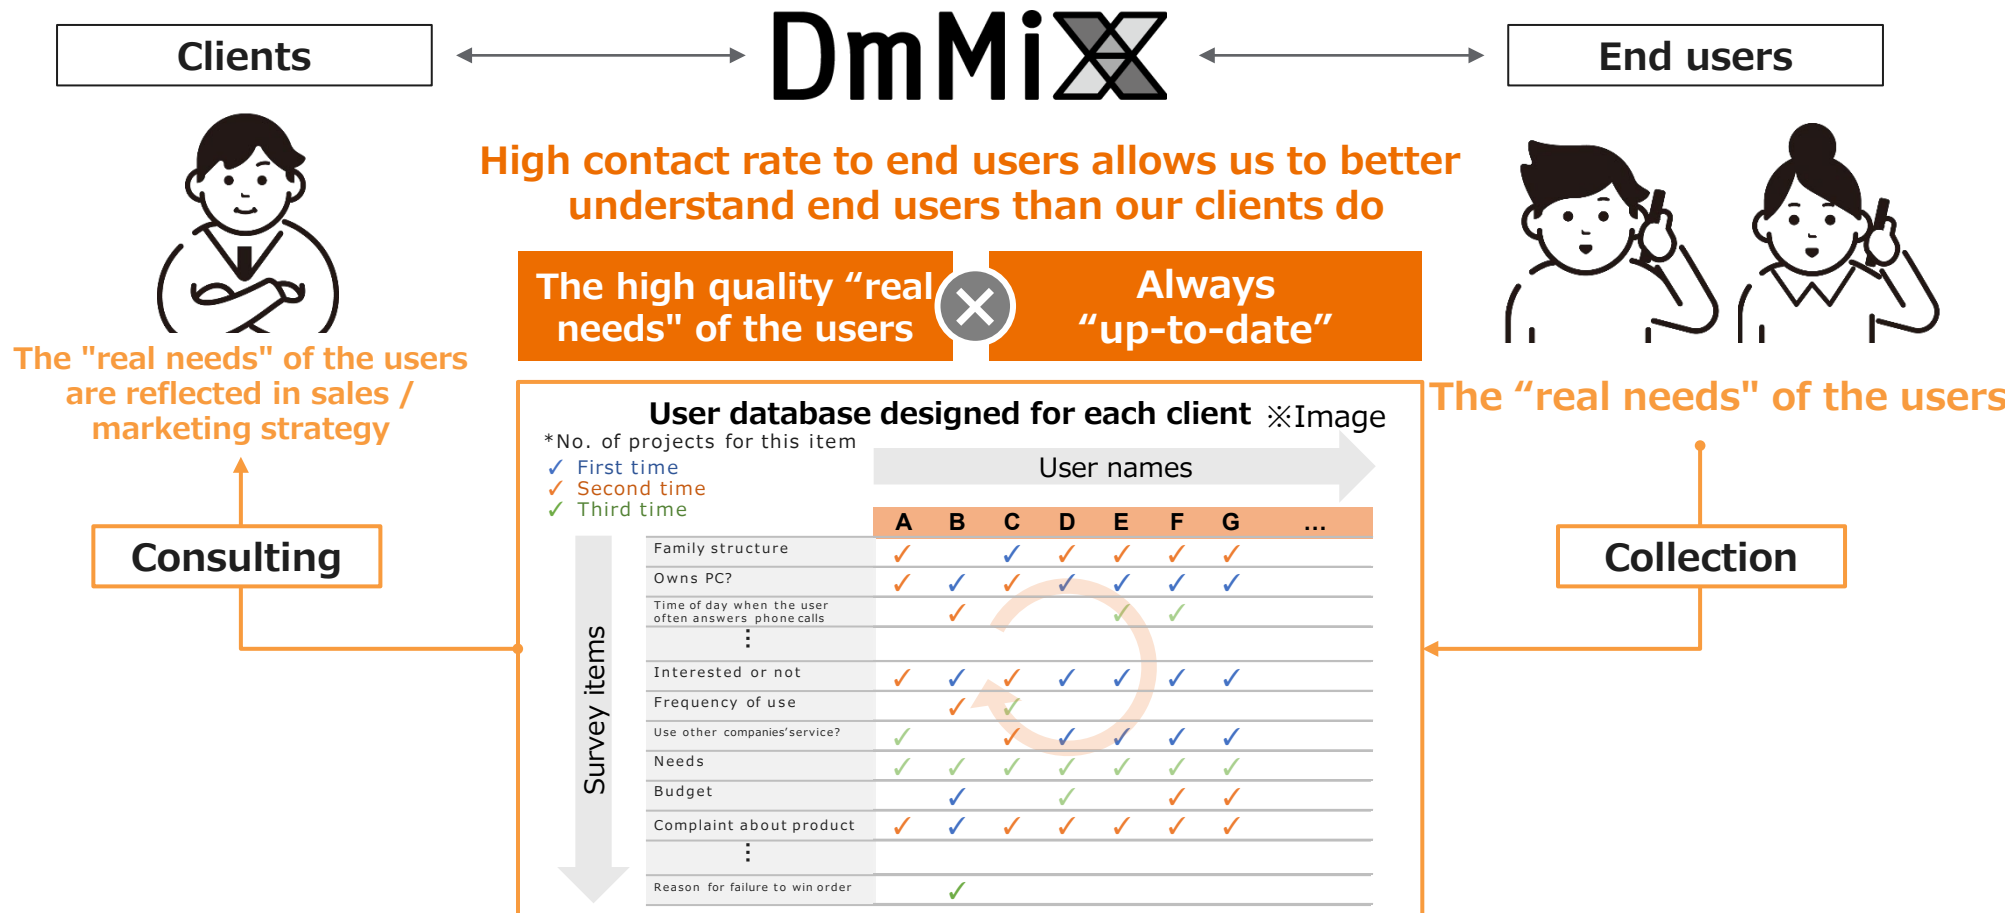 Clients
DmMiX
End users
High contact rate to end users allows us to better
understand end users than our clients do
The high quality “real
needs" of the users
Always
“up-to-date”
The "real needs" of the users
are reflected in sales /
marketing strategy
The “real needs" of the users
User database designed for each client ※Image
*No. of projects for this item
✓ First time
✓ Second time
✓ Third time
User names
A B C D E F G ...
Consulting
Collection
Survey items
Family structure ✓ ✓ ✓ ✓ ✓ ✓
Owns PC? ✓ ✓ ✓ ✓ ✓ ✓ ✓
Time of day when the user
often answers phone calls ✓ ✓ ✓
⋮
Interested or not ✓ ✓ ✓ ✓ ✓ ✓ ✓
Frequency of use ✓ ✓
Use other companies’service? ✓ ✓ ✓ ✓ ✓ ✓
Needs ✓ ✓ ✓ ✓ ✓ ✓ ✓
Budget ✓ ✓ ✓ ✓
Complaint about product ✓ ✓ ✓ ✓ ✓ ✓ ✓
⋮
Reason for failure to win order ✓